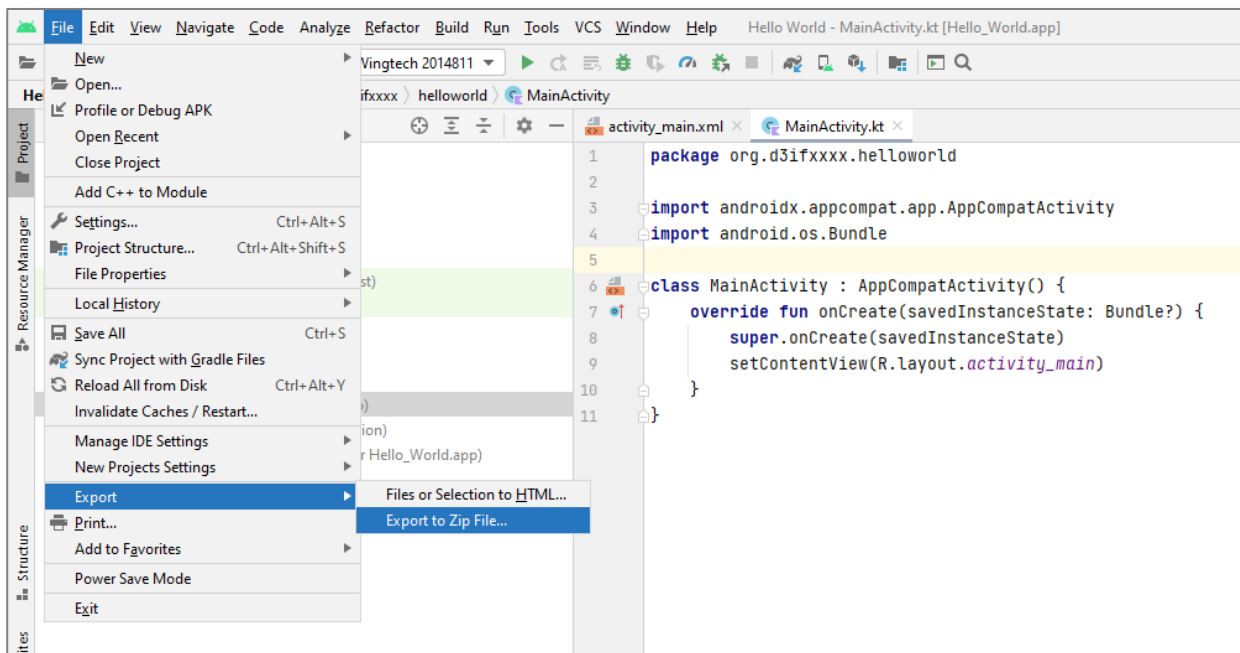 File Edit View Navigate Code Analyze Refactor Build Run Tools VCS Window Help Hello World - MainActivity.kt [Hello_World.app]
New
Open...
Profile or Debug APK
Open Recent
Close Project
Add C++ to Module
Settings... Ctrl+Alt+S
Project Structure... Ctrl+Alt+Shift+S
File Properties
Local History
Save All Ctrl+S
Sync Project with Gradle Files
Reload All from Disk Ctrl+Alt+Y
Invalidate Caches / Restart...
Manage IDE Settings
New Projects Settings
Export
Print...
Add to Favorites
Power Save Mode
Exit
Files or Selection to HTML...
Export to Zip File...
Vingtech 2014811
He
ifxxxx helloworld MainActivity
Project
Resource Manager
Structure
ites
st)
)
ion)
r Hello_World.app)
activity_main.xml MainActivity.kt
1 package org.d3ifxxxx.helloworld
2
3 import androidx.appcompat.app.AppCompatActivity
4 import android.os.Bundle
5
6 class MainActivity : AppCompatActivity() {
7 override fun onCreate(savedInstanceState: Bundle?) {
8 super.onCreate(savedInstanceState)
9 setContentView(R.layout.activity_main)
10 }
11 }